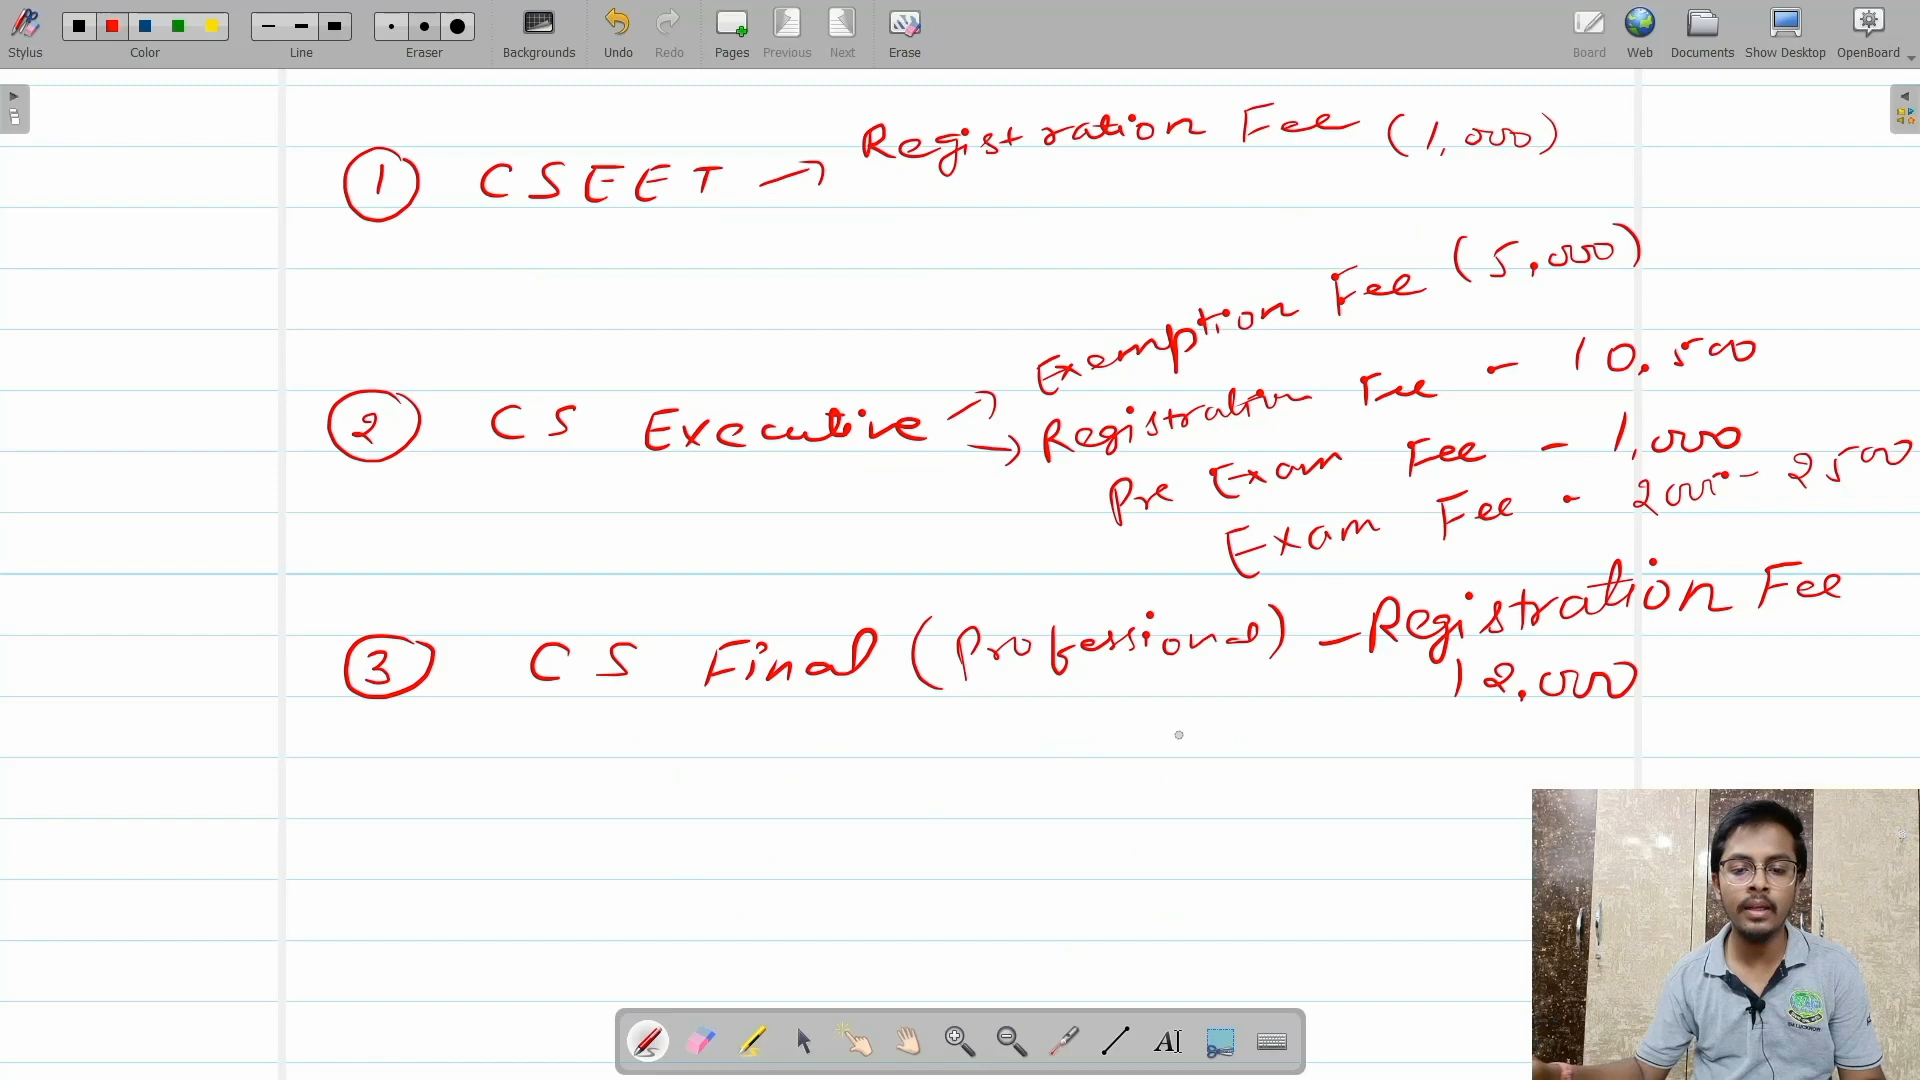 Stylus
Color
Line
Eraser
Backgrounds
Undo
Redo
Pages
Previous
Next
Erase
Board
Web
Documents
Show Desktop
OpenBoard
1 CSEET → Registration Fee (1,000)
2 CS Executive → Exemption Fee (5,000)
→ Registration Fee - 10,500
Pre Exam Fee - 1,000
Exam Fee - 2000 - 2500
3 CS Final (Professional) - Registration Fee
12,000
AI